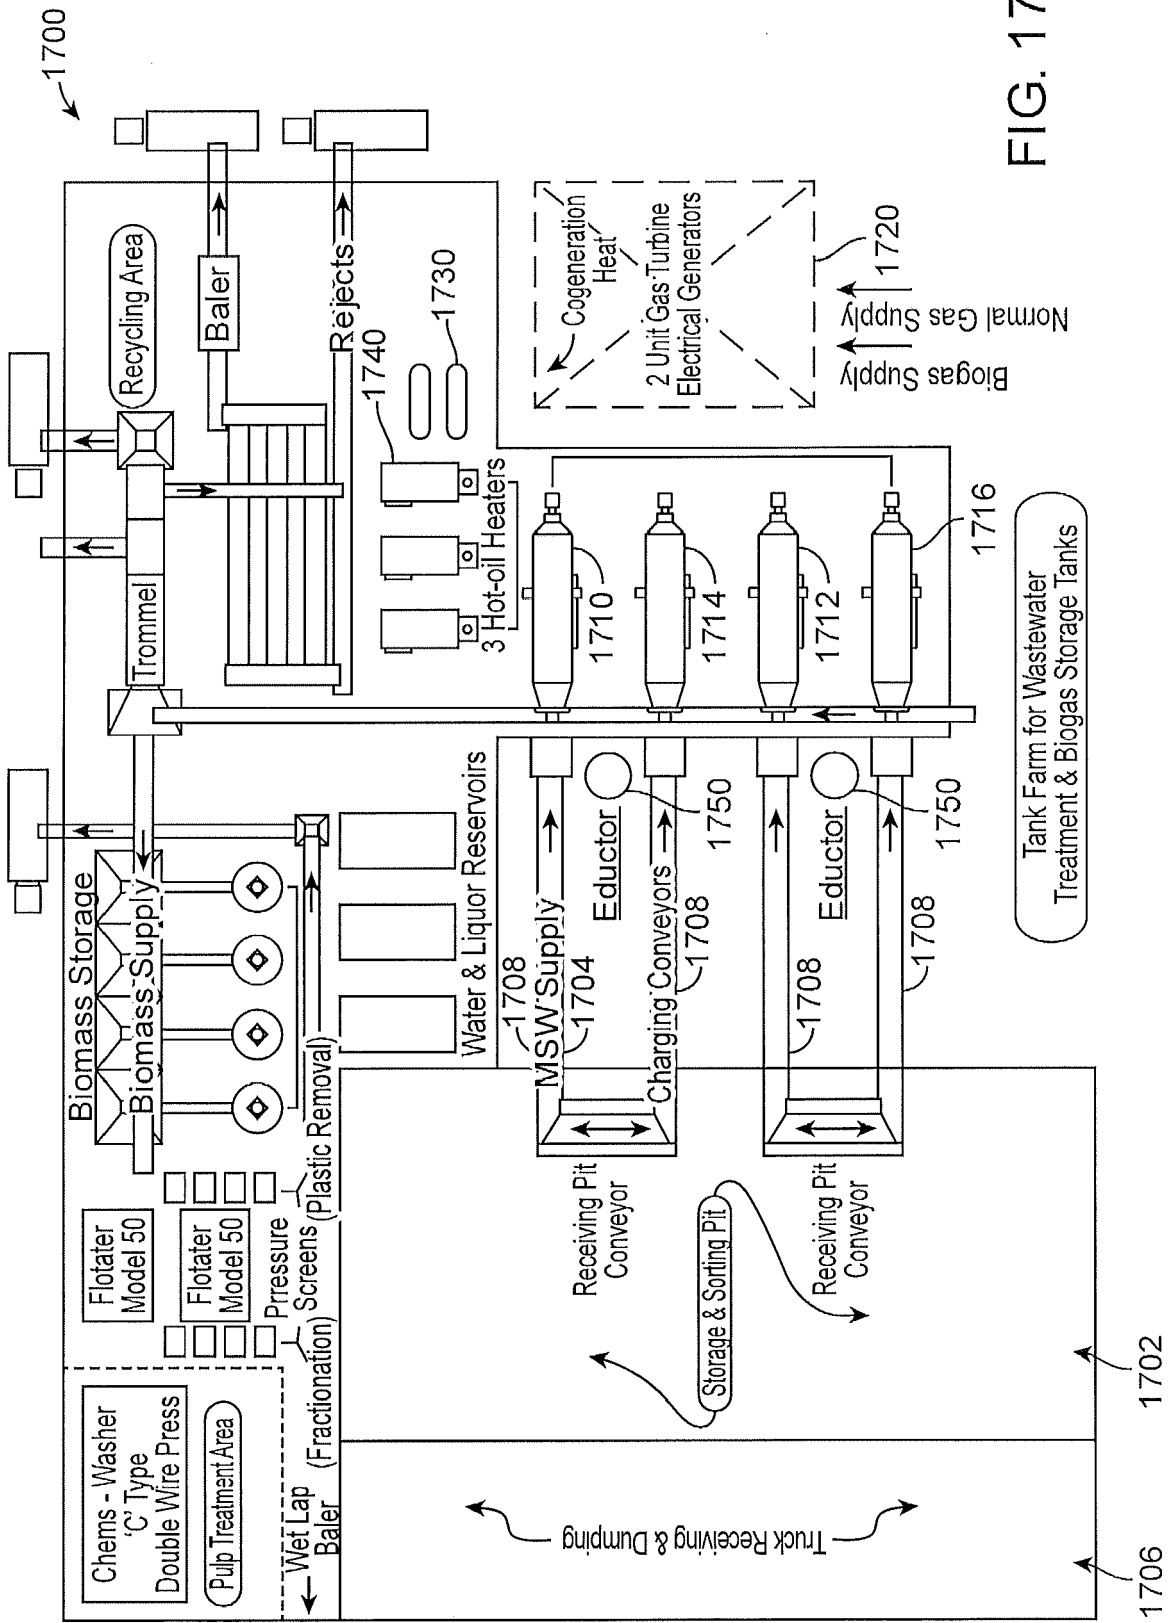 1700
Recycling Area
Baler
Rejects
Trommel
1740
1730
3 Hot-oil Heaters
Cogeneration
Heat
2 Unit Gas Turbine
Electrical Generators
1720
Biogas Supply
Normal Gas Supply
FIG. 17
Biomass Storage
Biomass Supply
Water & Liquor Reservoirs
1710
1714
1712
1716
Tank Farm for Wastewater
Treatment & Biogas Storage Tanks
Eductor
1750
Eductor
1750
1708
MSW Supply
1704
Charging Conveyors
1708
1708
1708
Flotater
Model 50
Flotater
Model 50
Prressure
Screens
(Plastic Removal)
(Fractionation)
Chems - Washer
'C' Type
Double Wire Press
Pulp Treatment Area
Wet Lap
Baler
Receiving Pit
Conveyor
Storage & Sorting Pit
Receiving Pit
Conveyor
Truck Receiving & Dumping
1702
1706